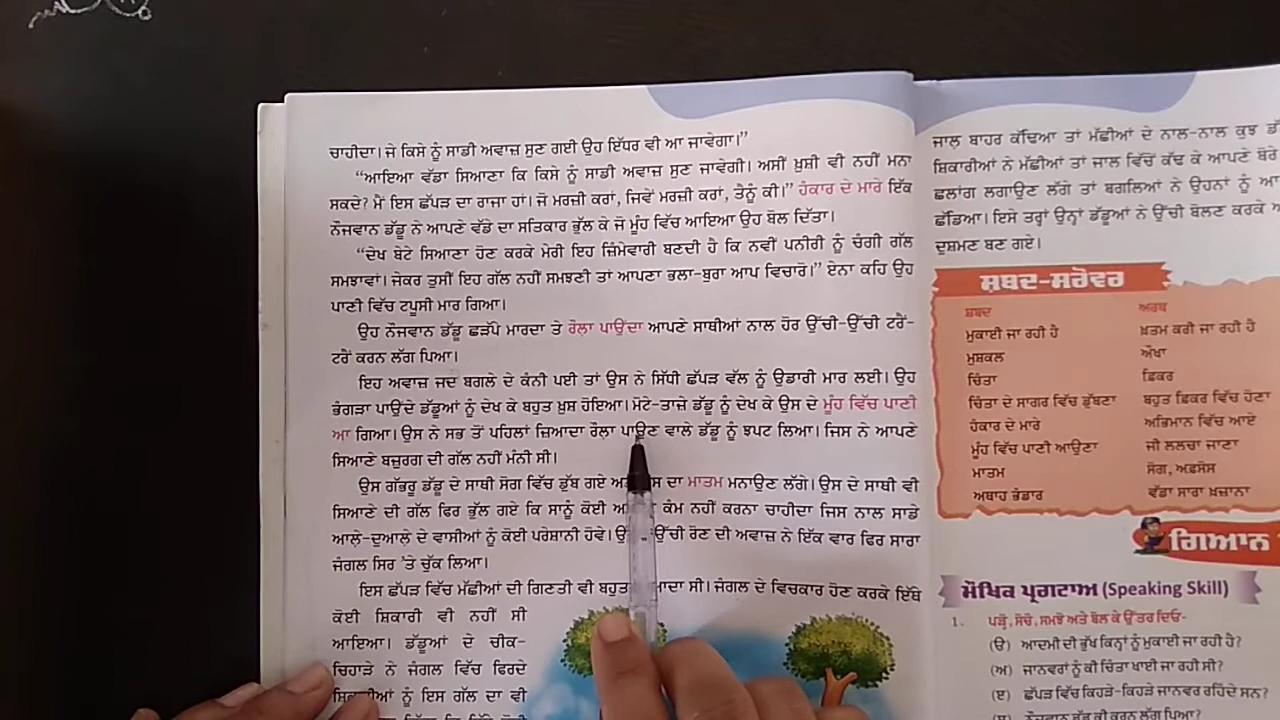 ਚਾਹੀਦਾ। ਜੇ ਕਿਸੇ ਨੂੰ ਸਾਡੀ ਅਵਾਜ਼ ਸੁਣ ਗਈ ਉਹ ਇੱਧਰ ਵੀ ਆ ਜਾਵੇਗਾ।”
“ਆਇਆ ਵੱਡਾ ਸਿਆਣਾ ਕਿ ਕਿਸੇ ਨੂੰ ਸਾਡੀ ਅਵਾਜ਼ ਸੁਣ ਜਾਵੇਗੀ। ਅਸੀਂ ਖ਼ੁਸ਼ੀ ਵੀ ਨਹੀਂ ਮਨਾ
ਸਕਦੇ? ਮੈਂ ਇਸ ਛੱਪੜ ਦਾ ਰਾਜਾ ਹਾਂ। ਜੋ ਮਰਜ਼ੀ ਕਰਾਂ, ਜਿਵੇਂ ਮਰਜ਼ੀ ਕਰਾਂ, ਤੈਨੂੰ ਕੀ।” ਹੰਕਾਰ ਦੇ ਮਾਰੇ ਇੱਕ
ਨੌਜਵਾਨ ਡੱਡੂ ਨੇ ਆਪਣੇ ਵੱਡੇ ਦਾ ਸਤਿਕਾਰ ਭੁੱਲ ਕੇ ਜੋ ਮੂੰਹ ਵਿੱਚ ਆਇਆ ਉਹ ਬੋਲ ਦਿੱਤਾ।
“ਦੇਖ ਬੇਟੇ ਸਿਆਣਾ ਹੋਣ ਕਰਕੇ ਮੇਰੀ ਇਹ ਜ਼ਿੰਮੇਵਾਰੀ ਬਣਦੀ ਹੈ ਕਿ ਨਵੀਂ ਪਨੀਰੀ ਨੂੰ ਚੰਗੀ ਗੱਲ
ਸਮਝਾਵਾਂ। ਜੇਕਰ ਤੁਸੀਂ ਇਹ ਗੱਲ ਨਹੀਂ ਸਮਝਣੀ ਤਾਂ ਆਪਣਾ ਭਲਾ-ਬੁਰਾ ਆਪ ਵਿਚਾਰੋ।” ਏਨਾ ਕਹਿ ਉਹ
ਪਾਣੀ ਵਿੱਚ ਟਪੂਸੀ ਮਾਰ ਗਿਆ।
ਉਹ ਨੌਜਵਾਨ ਡੱਡੂ ਛੜੱਪੇ ਮਾਰਦਾ ਤੇ ਰੌਲ਼ਾ ਪਾਉਂਦਾ ਆਪਣੇ ਸਾਥੀਆਂ ਨਾਲ ਹੋਰ ਉੱਚੀ-ਉੱਚੀ ਟਰੈਂ-
ਟਰੈਂ ਕਰਨ ਲੱਗ ਪਿਆ।
ਇਹ ਅਵਾਜ਼ ਜਦ ਬਗਲੇ ਦੇ ਕੰਨੀ ਪਈ ਤਾਂ ਉਸ ਨੇ ਸਿੱਧੀ ਛੱਪੜ ਵੱਲ ਨੂੰ ਉਡਾਰੀ ਮਾਰ ਲਈ। ਉਹ
ਭੰਗੜਾ ਪਾਉਂਦੇ ਡੱਡੂਆਂ ਨੂੰ ਦੇਖ ਕੇ ਬਹੁਤ ਖ਼ੁਸ਼ ਹੋਇਆ। ਮੋਟੇ-ਤਾਜ਼ੇ ਡੱਡੂ ਨੂੰ ਦੇਖ ਕੇ ਉਸ ਦੇ ਮੂੰਹ ਵਿੱਚ ਪਾਣੀ
ਆ ਗਿਆ। ਉਸ ਨੇ ਸਭ ਤੋਂ ਪਹਿਲਾਂ ਜ਼ਿਆਦਾ ਰੌਲ਼ਾ ਪਾਉਣ ਵਾਲੇ ਡੱਡੂ ਨੂੰ ਝਪਟ ਲਿਆ। ਜਿਸ ਨੇ ਆਪਣੇ
ਸਿਆਣੇ ਬਜ਼ੁਰਗ ਦੀ ਗੱਲ ਨਹੀਂ ਮੰਨੀ ਸੀ।
ਉਸ ਗੱਭਰੂ ਡੱਡੂ ਦੇ ਸਾਥੀ ਸੋਗ ਵਿੱਚ ਡੁੱਬ ਗਏ ਦਾ ਮਾਤਮ ਮਨਾਉਣ ਲੱਗੇ। ਉਸ ਦੇ ਸਾਥੀ ਵੀ
ਸਿਆਣੇ ਦੀ ਗੱਲ ਫਿਰ ਭੁੱਲ ਗਏ ਕਿ ਸਾਨੂੰ ਕੋਈ ਕੰਮ ਨਹੀਂ ਕਰਨਾ ਚਾਹੀਦਾ ਜਿਸ ਨਾਲ ਸਾਡੇ
ਆਲ਼ੇ-ਦੁਆਲ਼ੇ ਦੇ ਵਾਸੀਆਂ ਨੂੰ ਕੋਈ ਪਰੇਸ਼ਾਨੀ ਹੋਵੇ। ਉੱਚੀ ਰੋਣ ਦੀ ਅਵਾਜ਼ ਨੇ ਇੱਕ ਵਾਰ ਫਿਰ ਸਾਰਾ
ਜੰਗਲ ਸਿਰ ’ਤੇ ਚੁੱਕ ਲਿਆ।
ਇਸ ਛੱਪੜ ਵਿੱਚ ਮੱਛੀਆਂ ਦੀ ਗਿਣਤੀ ਵੀ ਬਹੁਤ ਸੀ। ਜੰਗਲ ਦੇ ਵਿਚਕਾਰ ਹੋਣ ਕਰਕੇ ਇੱਥੇ
ਕੋਈ ਸ਼ਿਕਾਰੀ ਵੀ ਨਹੀਂ ਸੀ
ਆਇਆ। ਡੱਡੂਆਂ ਦੇ ਚੀਕ-
ਚਿਹਾੜੇ ਨੇ ਜੰਗਲ ਵਿੱਚ ਫਿਰਦੇ
ਨੂੰ ਇਸ ਗੱਲ ਦਾ ਵੀ
ਜਾਲ਼ ਬਾਹਰ ਕੱਢਿਆ ਤਾਂ ਮੱਛੀਆਂ ਦੇ ਨਾਲ-ਨਾਲ ਕੁਝ
ਸ਼ਿਕਾਰੀਆਂ ਨੇ ਮੱਛੀਆਂ ਤਾਂ ਜਾਲ ਵਿੱਚੋਂ ਕੱਢ ਕੇ ਆਪਣੇ ਬੋਰੇ
ਛਲਾਂਗ ਲਗਾਉਣ ਲੱਗੇ ਤਾਂ ਬਗਲਿਆਂ ਨੇ ਉਹਨਾਂ ਨੂੰ
ਛੱਡਿਆ। ਇਸੇ ਤਰ੍ਹਾਂ ਉਨ੍ਹਾਂ ਡੱਡੂਆਂ ਨੇ ਉੱਚੀ ਬੋਲਣ ਕਰਕੇ
ਦੁਸ਼ਮਣ ਬਣ ਗਏ।
ਸ਼ਬਦ-ਸਰੋਵਰ
ਸ਼ਬਦ ਅਰਥ
ਮੁਕਾਈ ਜਾ ਰਹੀ ਹੈ ਖ਼ਤਮ ਕਰੀ ਜਾ ਰਹੀ ਹੈ
ਮੁਸ਼ਕਲ ਔਖਾ
ਚਿੰਤਾ ਫ਼ਿਕਰ
ਚਿੰਤਾ ਦੇ ਸਾਗਰ ਵਿੱਚ ਡੁੱਬਣਾ ਬਹੁਤ ਫ਼ਿਕਰ ਵਿੱਚ ਹੋਣਾ
ਹੰਕਾਰ ਦੇ ਮਾਰੇ ਅਭਿਮਾਨ ਵਿੱਚ ਆਏ
ਮੂੰਹ ਵਿੱਚ ਪਾਣੀ ਆਉਣਾ ਜੀ ਲਲਚਾ ਜਾਣਾ
ਮਾਤਮ ਸੋਗ, ਅਫ਼ਸੋਸ
ਅਥਾਹ ਭੰਡਾਰ ਵੱਡਾ ਸਾਰਾ ਖ਼ਜ਼ਾਨਾ
ਗਿਆਨ
ਮੌਖਿਕ ਪ੍ਰਗਟਾਅ (Speaking Skill)
1. ਪੜ੍ਹੋ, ਸੋਚੋ, ਸਮਝੋ ਅਤੇ ਬੋਲ ਕੇ ਉੱਤਰ ਦਿਓ-
(ੳ) ਆਦਮੀ ਦੀ ਭੁੱਖ ਕਿਨ੍ਹਾਂ ਨੂੰ ਮੁਕਾਈ ਜਾ ਰਹੀ ਹੈ?
(ਅ) ਜਾਨਵਰਾਂ ਨੂੰ ਕੀ ਚਿੰਤਾ ਖਾਈ ਜਾ ਰਹੀ ਸੀ?
(ੲ) ਛੱਪੜ ਵਿੱਚ ਕਿਹੜੇ-ਕਿਹੜੇ ਜਾਨਵਰ ਰਹਿੰਦੇ ਸਨ?
ਨੌਜਵਾਨ ਡੱਡੂ ਕੀ ਕਰਨ ਲੱਗ ਪਿਆ?